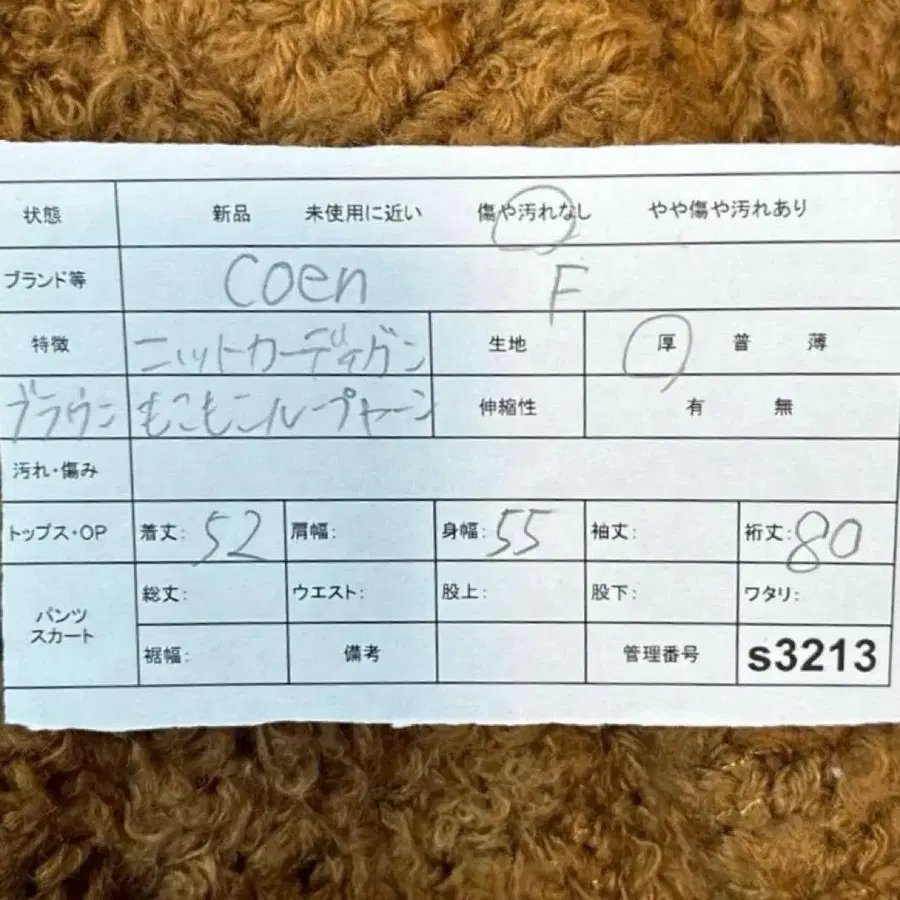 状態 新品 未使用に近い 傷や汚れなし やや傷や汚れあり
ブランド等 coen F
特徴 ニットカーディガン 生地 厚 普 薄
ブラウン もこもこループヤーン 伸縮性 有 無
汚れ・傷み
トップス・OP 着丈: 52 肩幅: 身幅: 55 袖丈: 裄丈: 80
パンツ
スカート
総丈: ウエスト: 股上: 股下: ワタリ:
裾幅: 備考 管理番号 s3213